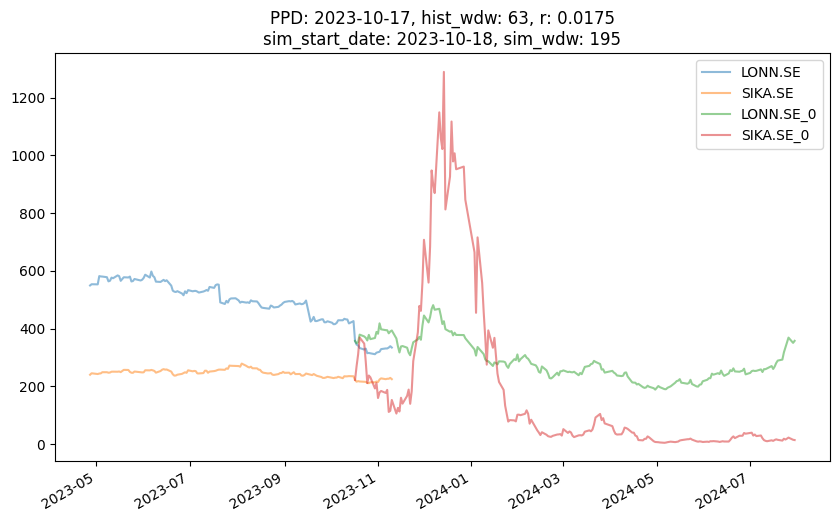 PPD: 2023-10-17, hist_wdw: 63, r: 0.0175
sim_start_date: 2023-10-18, sim_wdw: 195
LONN.SE
SIKA.SE
LONN.SE_0
SIKA.SE_0
1200
1000
800
600
400
200
0
2023-05
2023-07
2023-09
2023-11
2024-01
2024-03
2024-05
2024-07